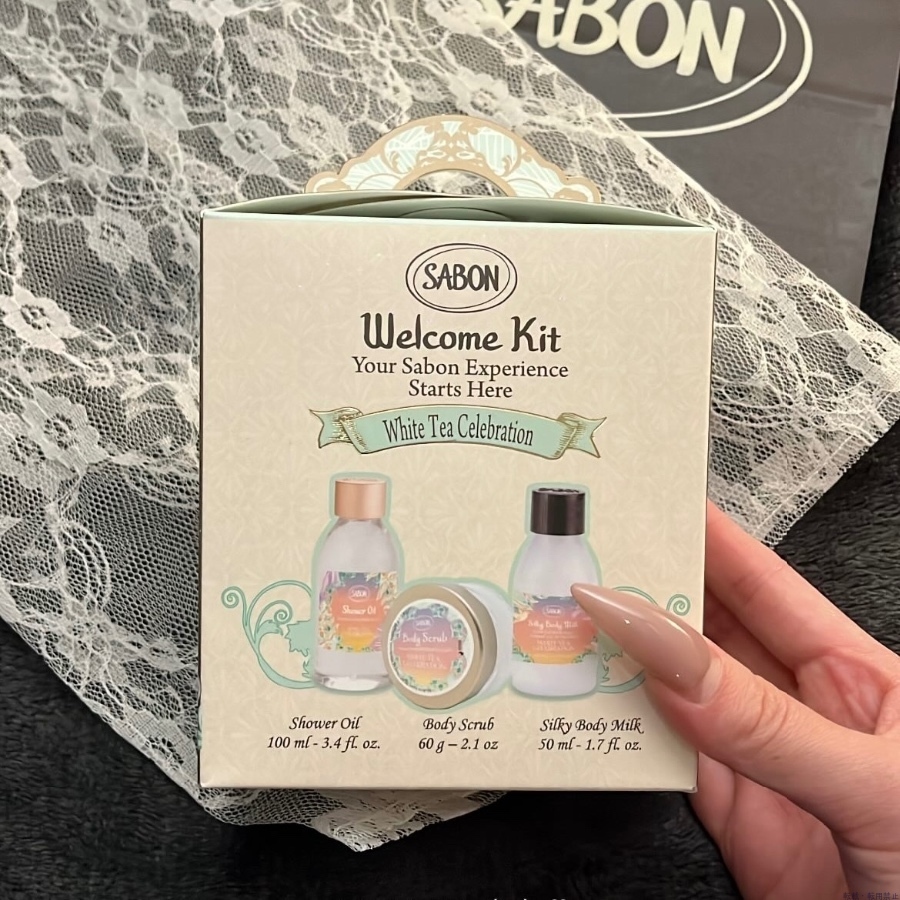 SABON
SABON
Welcome Kit
Your Sabon Experience
Starts Here
White Tea Celebration
SABON
Shower Oil
SABON
Body Scrub
SABON
Silky Body Milk
Shower Oil
100 ml - 3.4 fl. oz.
Body Scrub
60 g – 2.1 oz
Silky Body Milk
50 ml - 1.7 fl. oz.